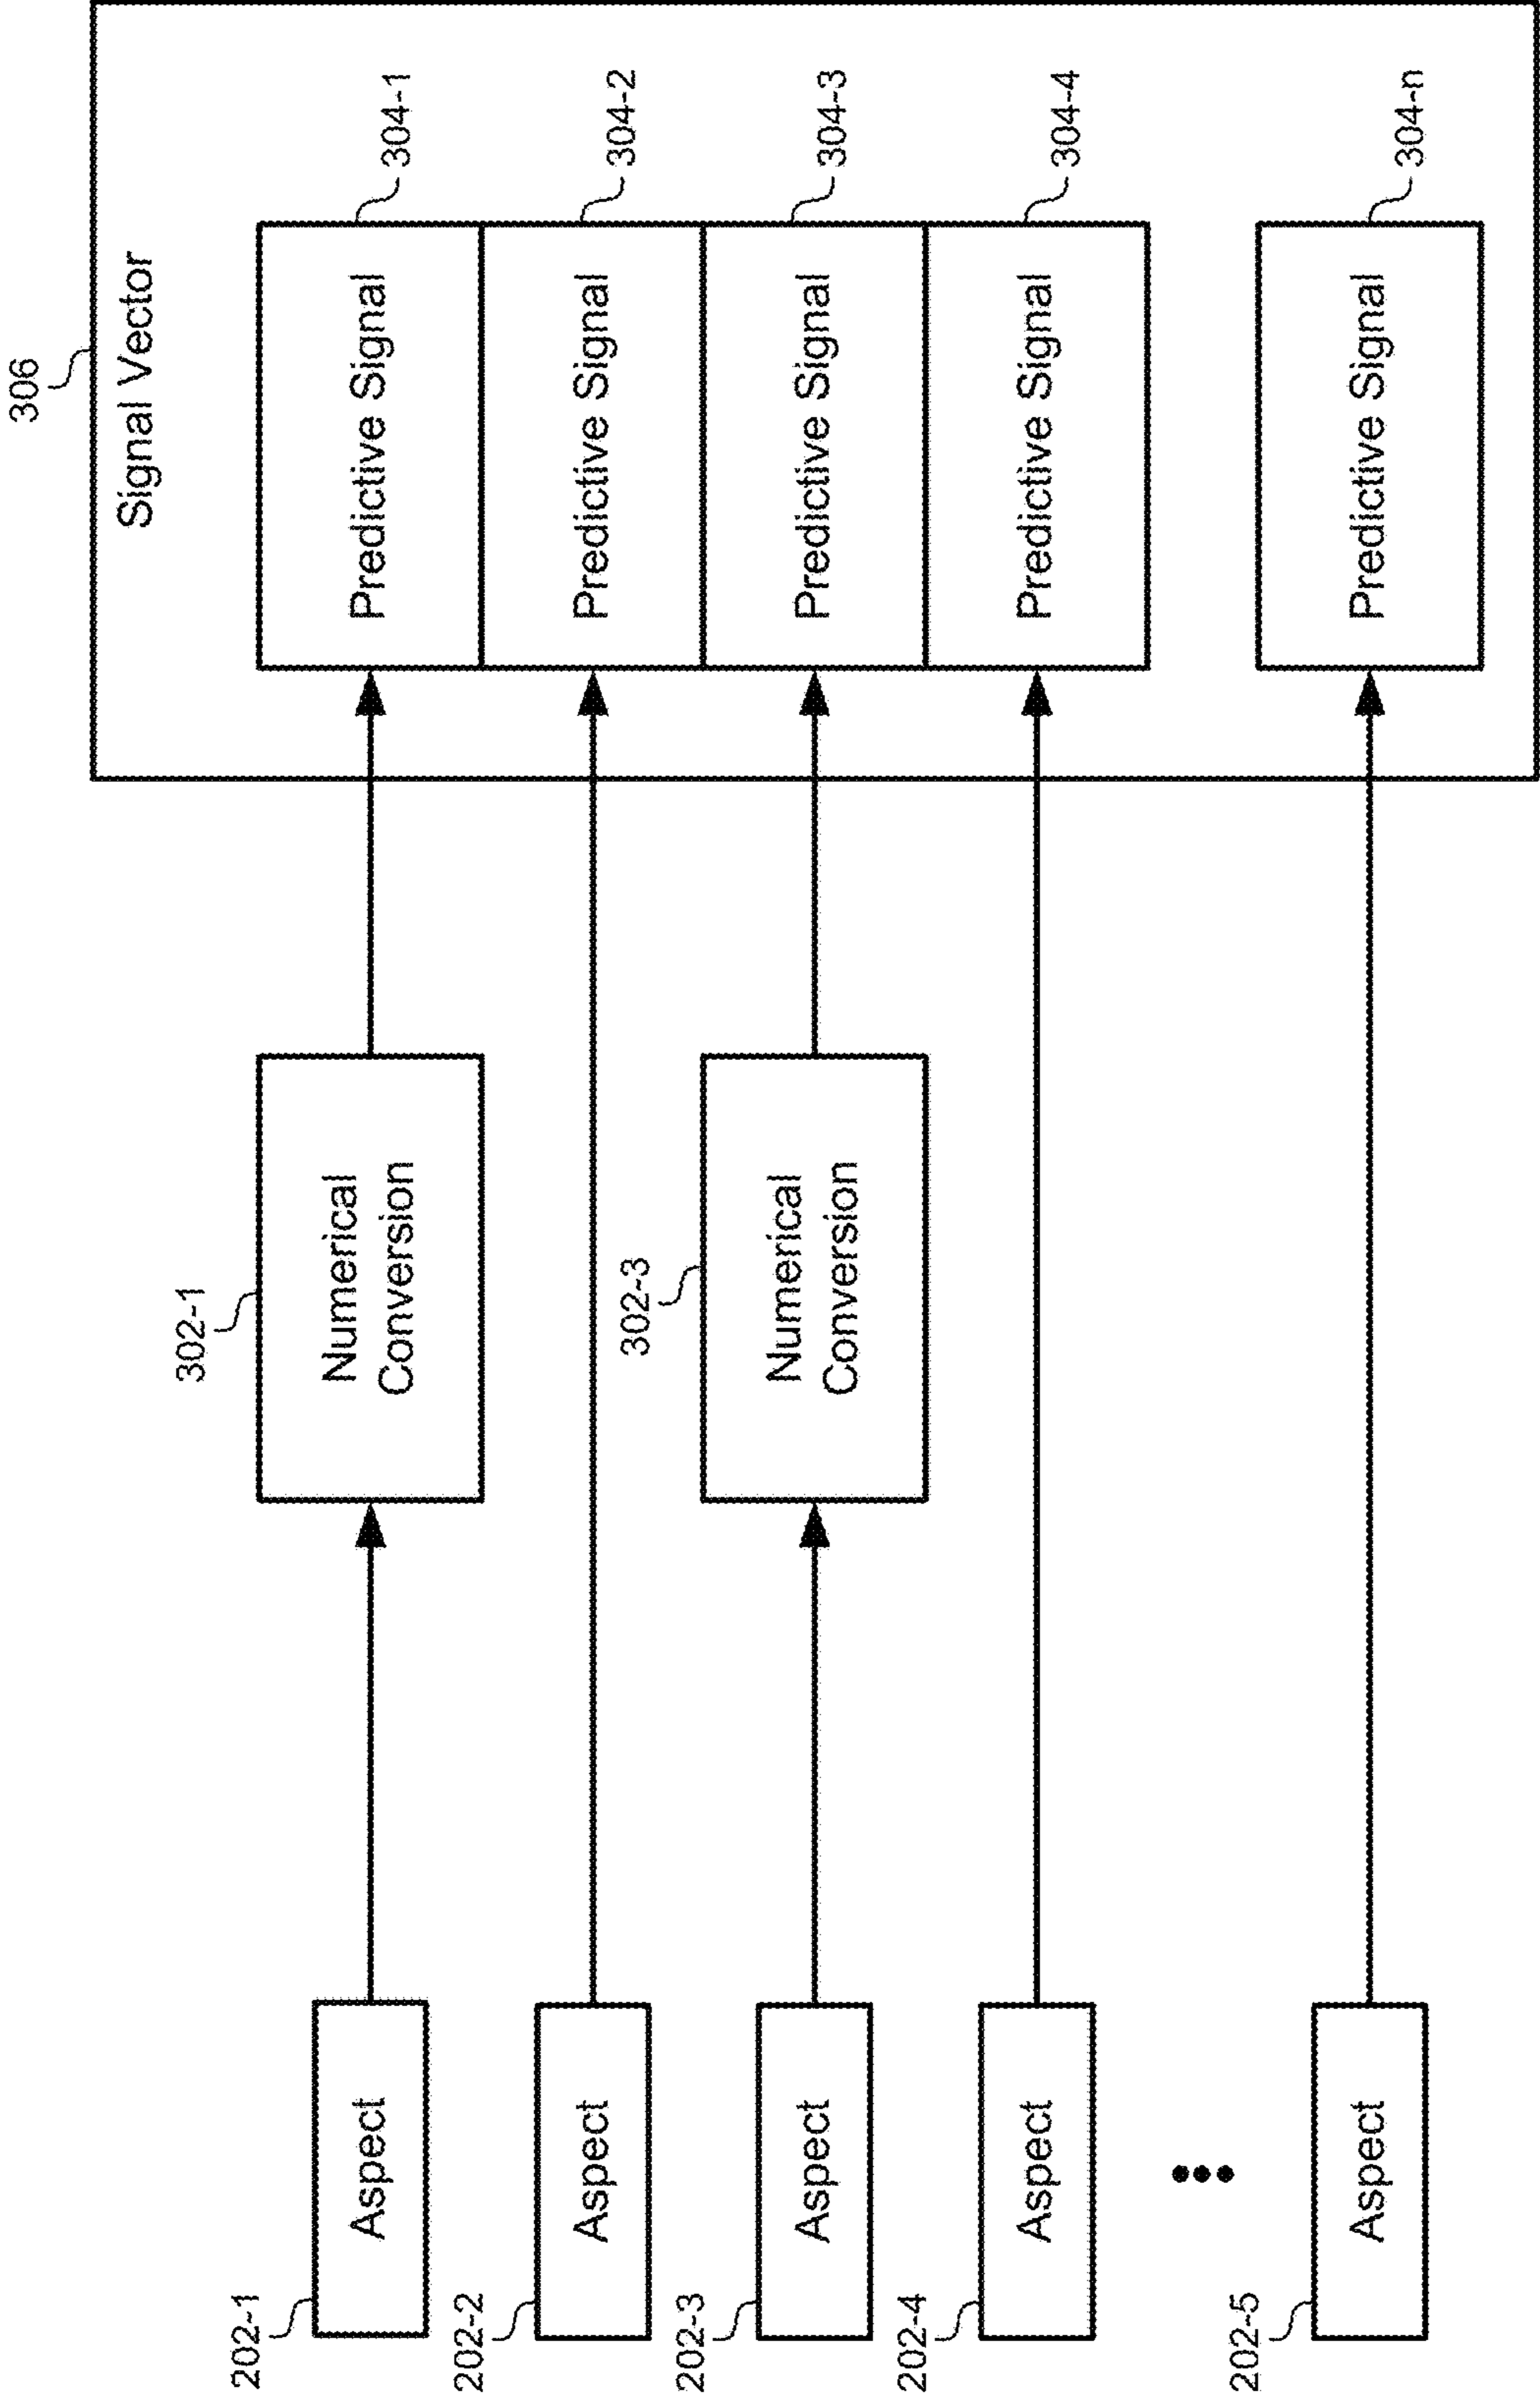 306
Signal Vector
202-1
Aspect
302-1
Numerical
Conversion
Predictive Signal
304-1
202-2
Aspect
Predictive Signal
304-2
202-3
Aspect
302-3
Numerical
Conversion
Predictive Signal
304-3
202-4
Aspect
Predictive Signal
304-4
202-5
Aspect
Predictive Signal
304-n